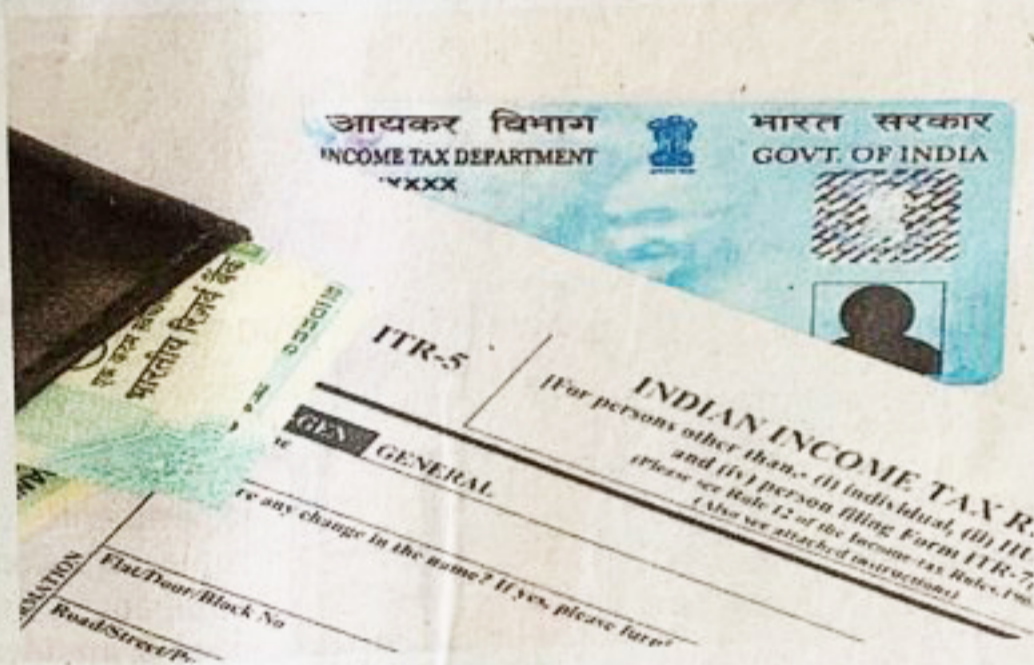 आयकर विभाग
INCOME TAX DEPARTMENT
XXXX
भारत सरकार
GOVT. OF INDIA
भारतीय रिज़र्व बैंक
ITR-5
INDIAN INCOME TAX R
[For persons other than,- (i) individual, (ii) HU
and (iv) person filing Form ITR-7
(Please see Rule 12 of the Income-tax Rules,
(Also see attached instructions)
GEN GENERAL
re any change in the name? If yes, please furn
Flat/Door/Block No
Road/Street/P
MATION